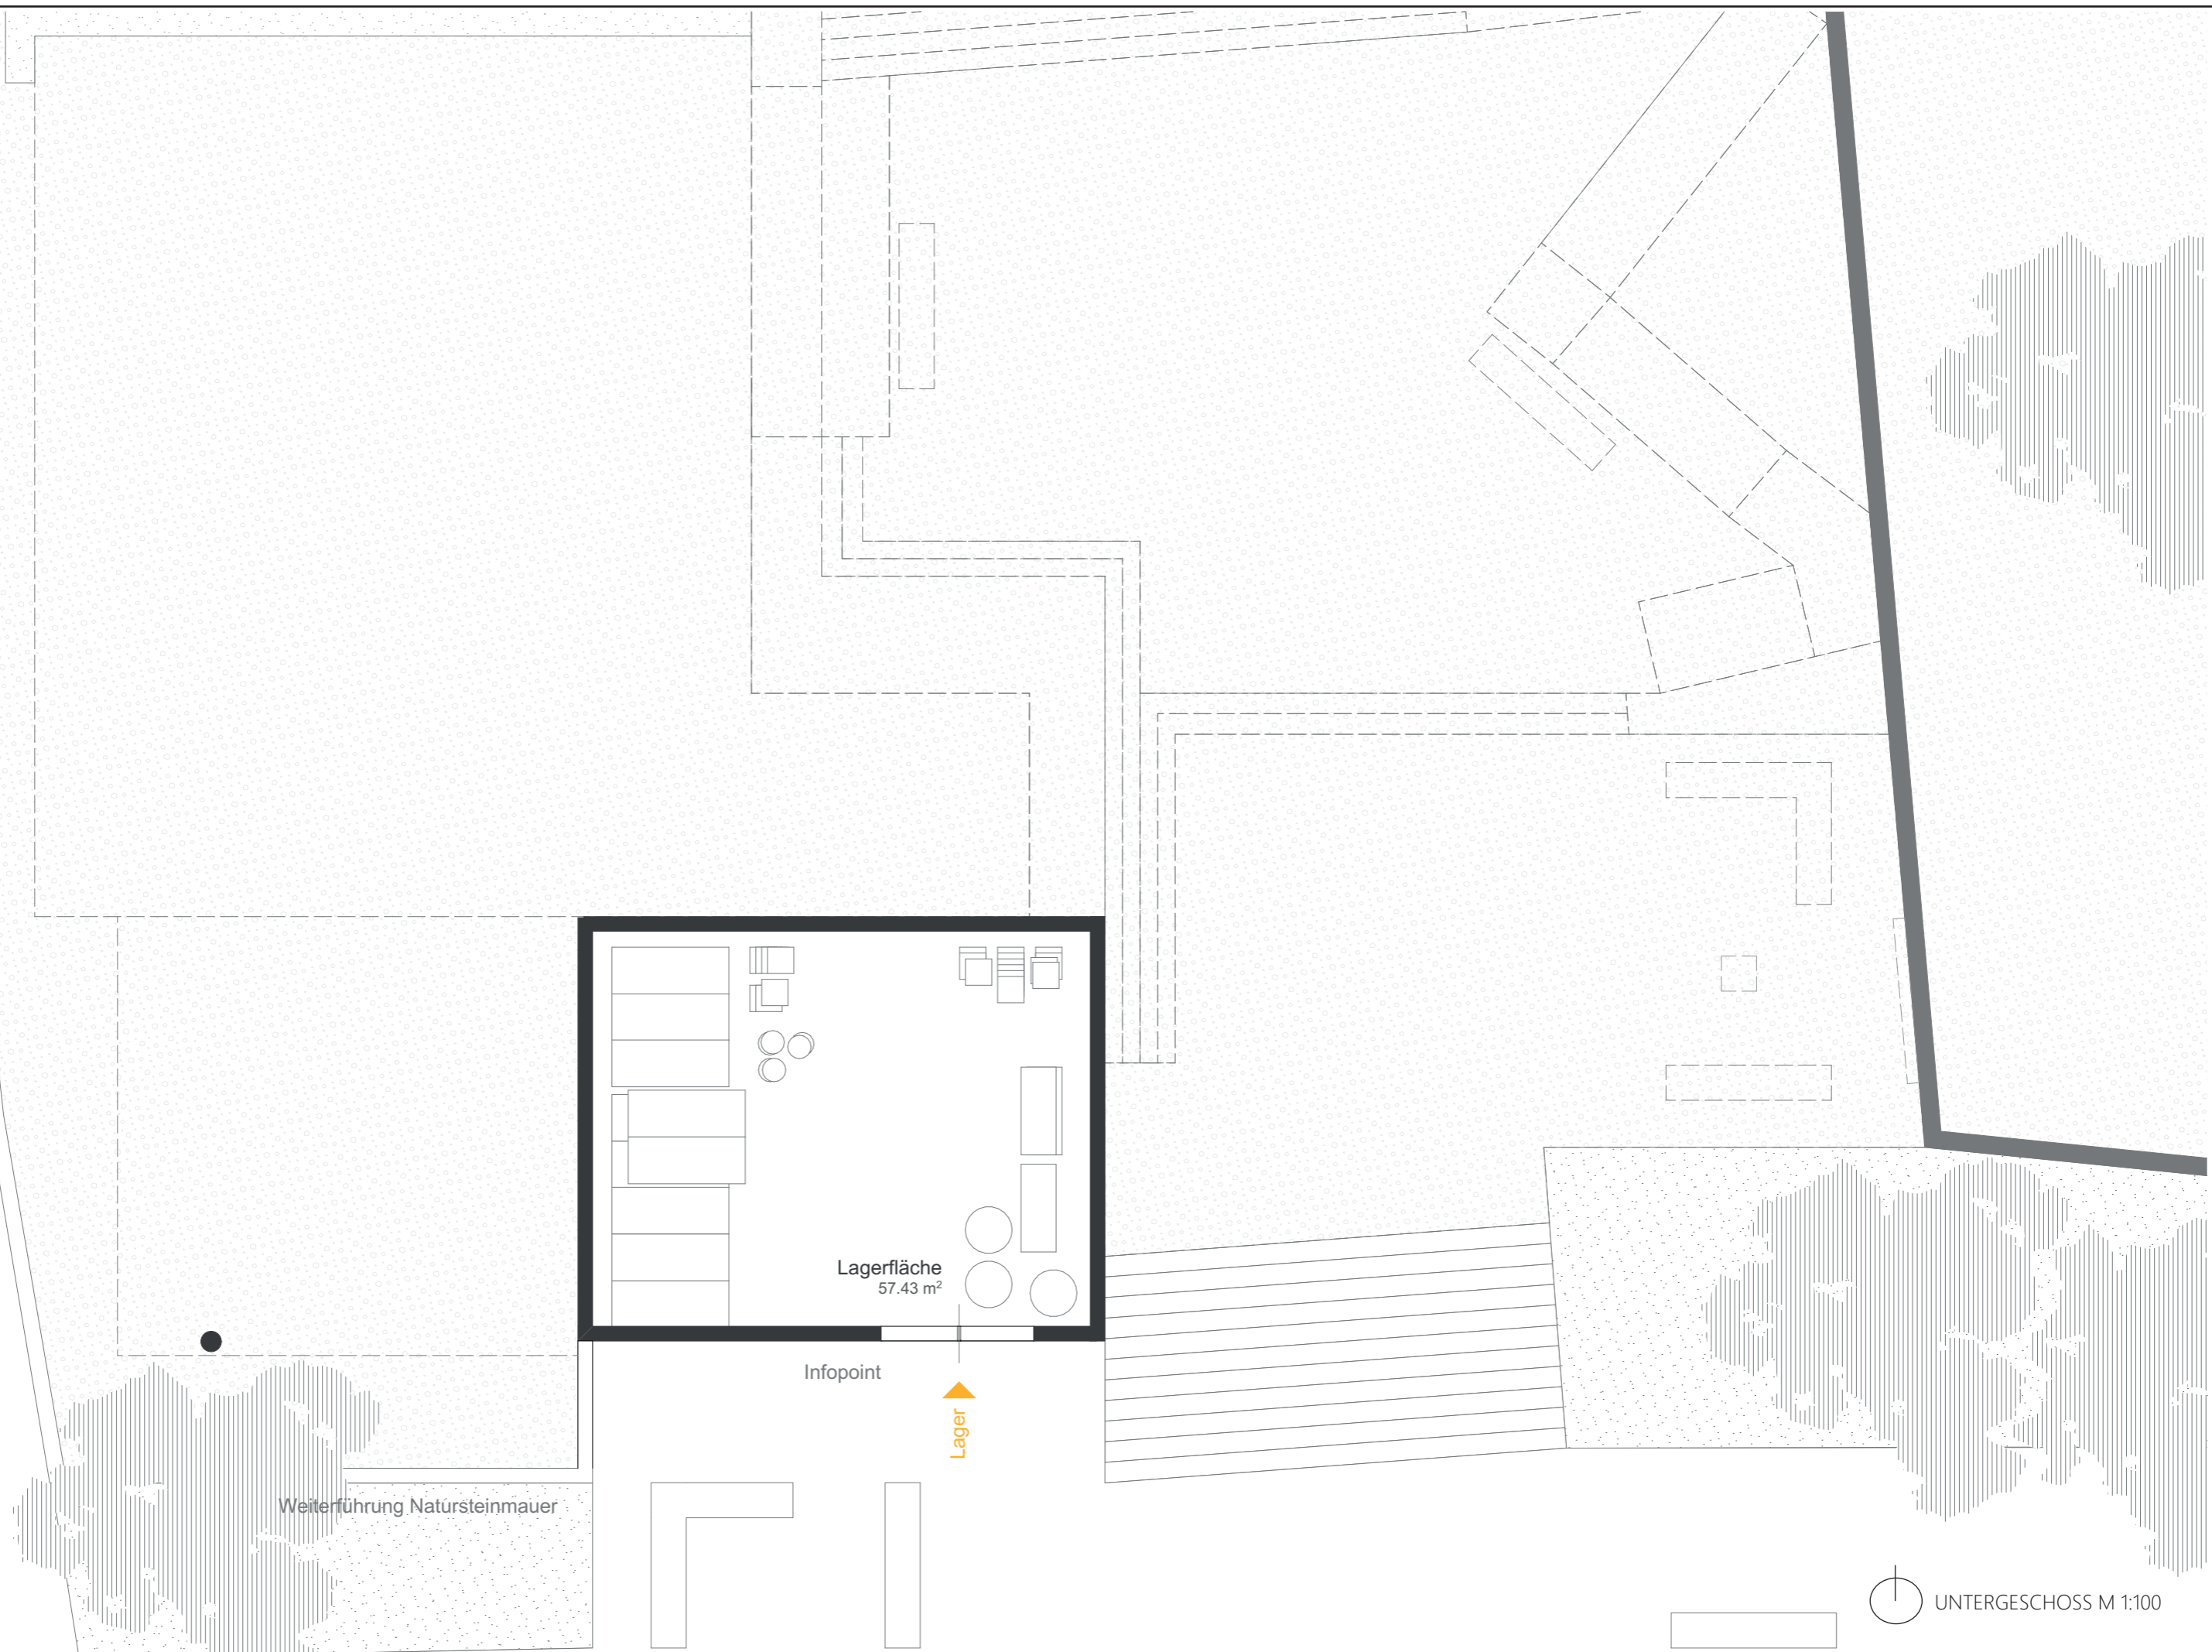 Lagerfläche
57.43 m²
Infopoint
Lager
Weiterführung Natursteinmauer
UNTERGESCHOSS M 1:100